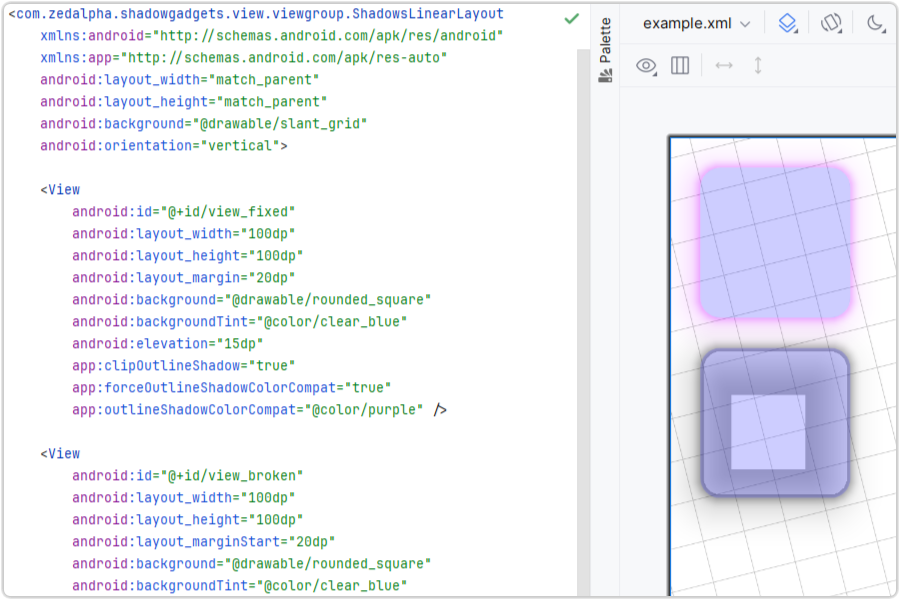 <com.zedalpha.shadowgadgets.view.viewgroup.ShadowsLinearLayout
xmlns:android="http://schemas.android.com/apk/res/android"
xmlns:app="http://schemas.android.com/apk/res-auto"
android:layout_width="match_parent"
android:layout_height="match_parent"
android:background="@drawable/slant_grid"
android:orientation="vertical">
<View
android:id="@+id/view_fixed"
android:layout_width="100dp"
android:layout_height="100dp"
android:layout_margin="20dp"
android:background="@drawable/rounded_square"
android:backgroundTint="@color/clear_blue"
android:elevation="15dp"
app:clipOutlineShadow="true"
app:forceOutlineShadowColorCompat="true"
app:outlineShadowColorCompat="@color/purple" />
<View
android:id="@+id/view_broken"
android:layout_width="100dp"
android:layout_height="100dp"
android:layout_marginStart="20dp"
android:background="@drawable/rounded_square"
android:backgroundTint="@color/clear_blue"
Palette
example.xml